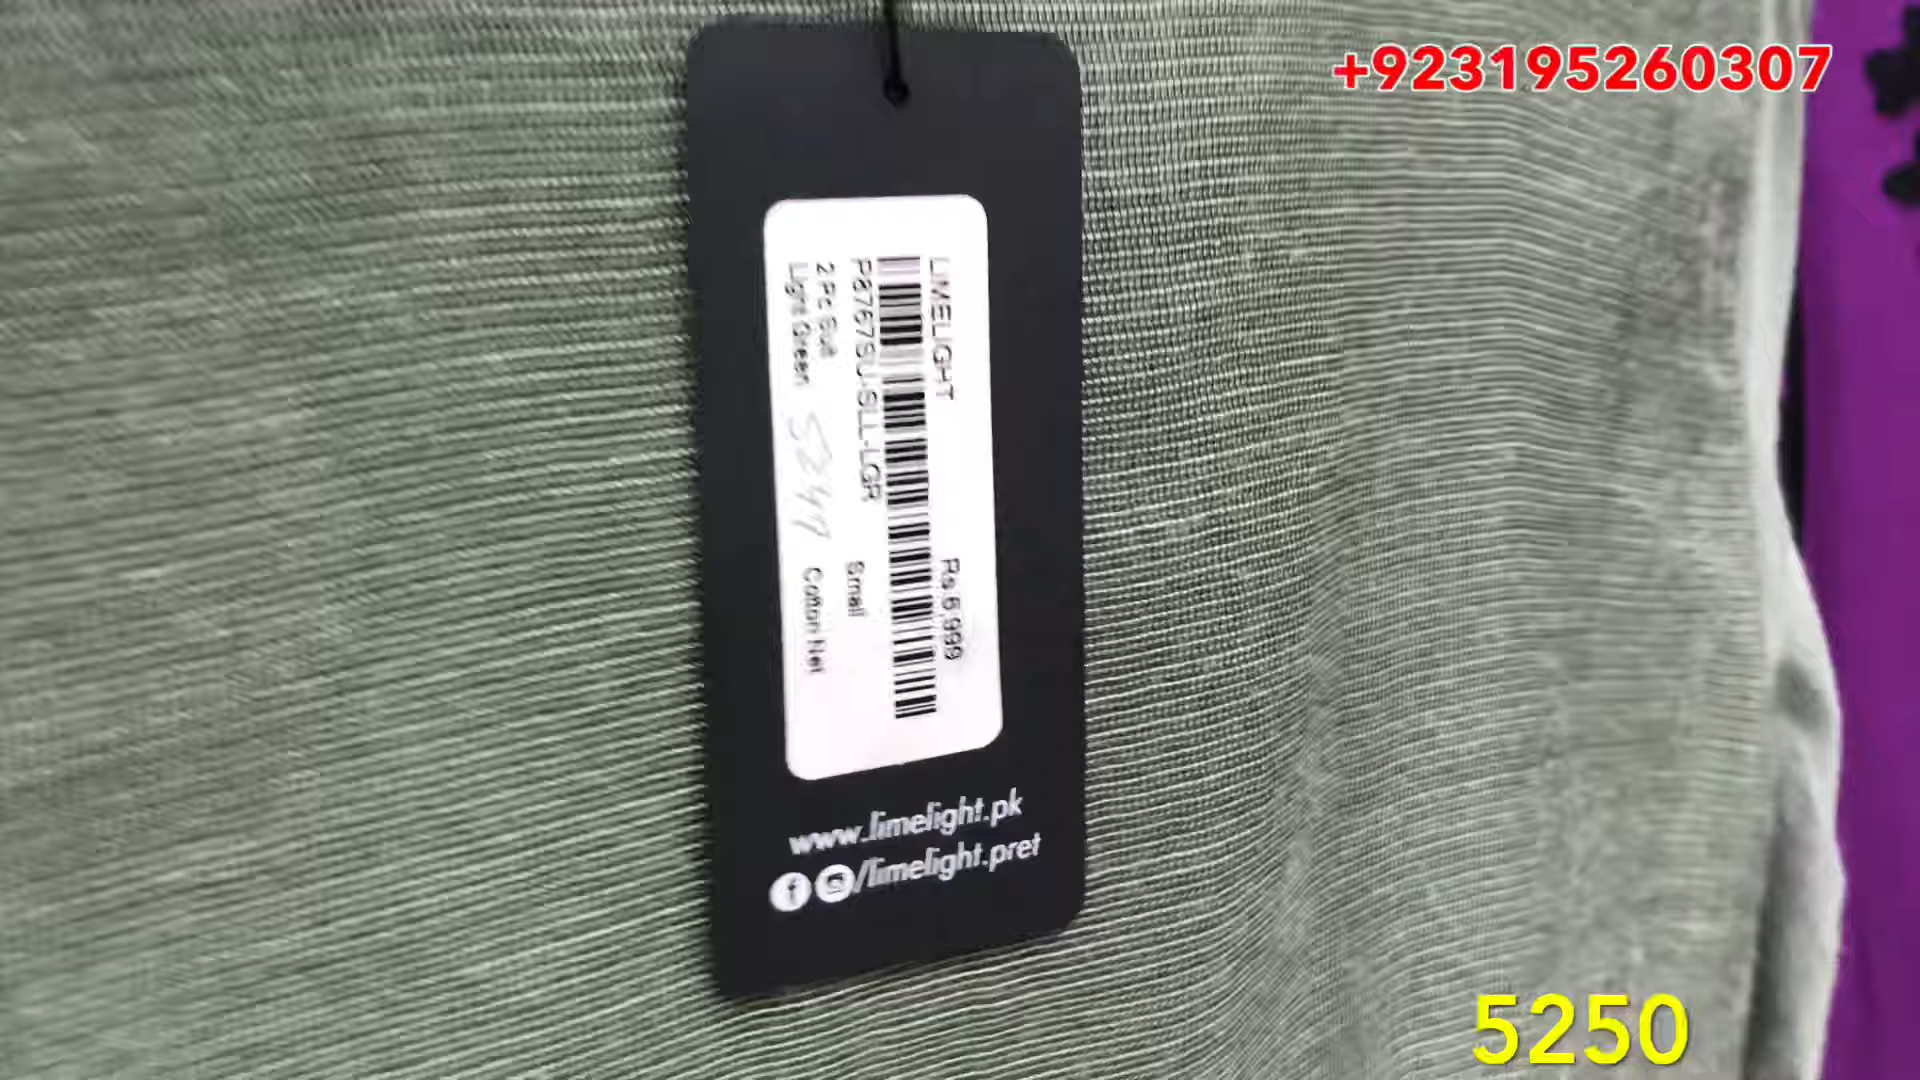 +923195260307
LIMELIGHT
Rs.6,999
P8767SU-SLL-LGR
Small
2 Pc Suit
Light Green
Cotton Net
www.limelight.pk
/limelight.pret
5250